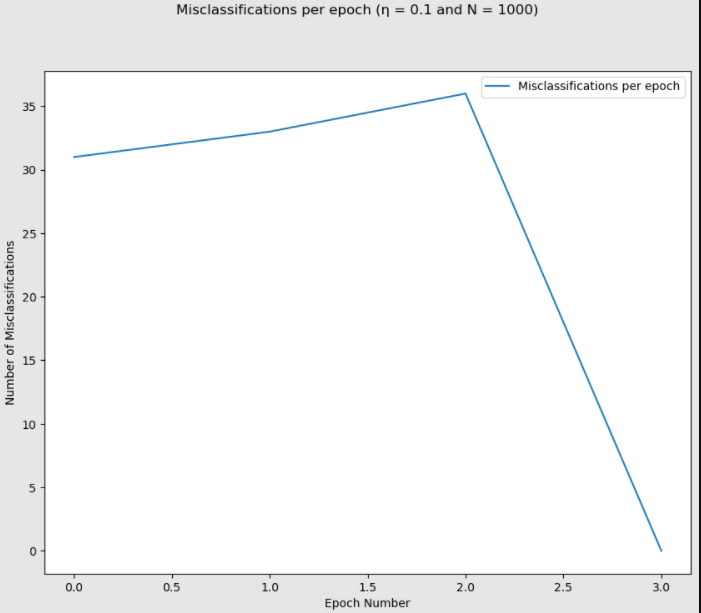 Misclassifications per epoch (η = 0.1 and N = 1000)
Misclassifications per epoch
Number of Misclassifications
35
30
25
20
15
10
5
0
0.0 0.5 1.0 1.5 2.0 2.5 3.0
Epoch Number